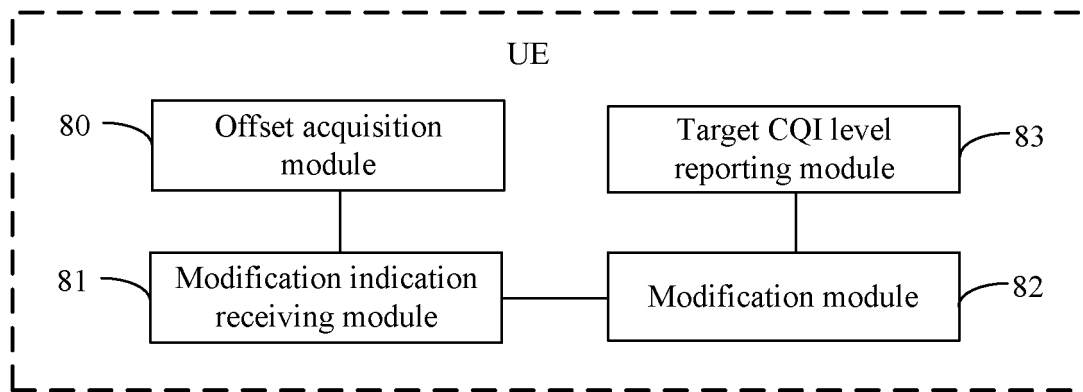 UE
80
Offset acquisition
module
Target CQI level
reporting module
83
81
Modification indication
receiving module
Modification module
82